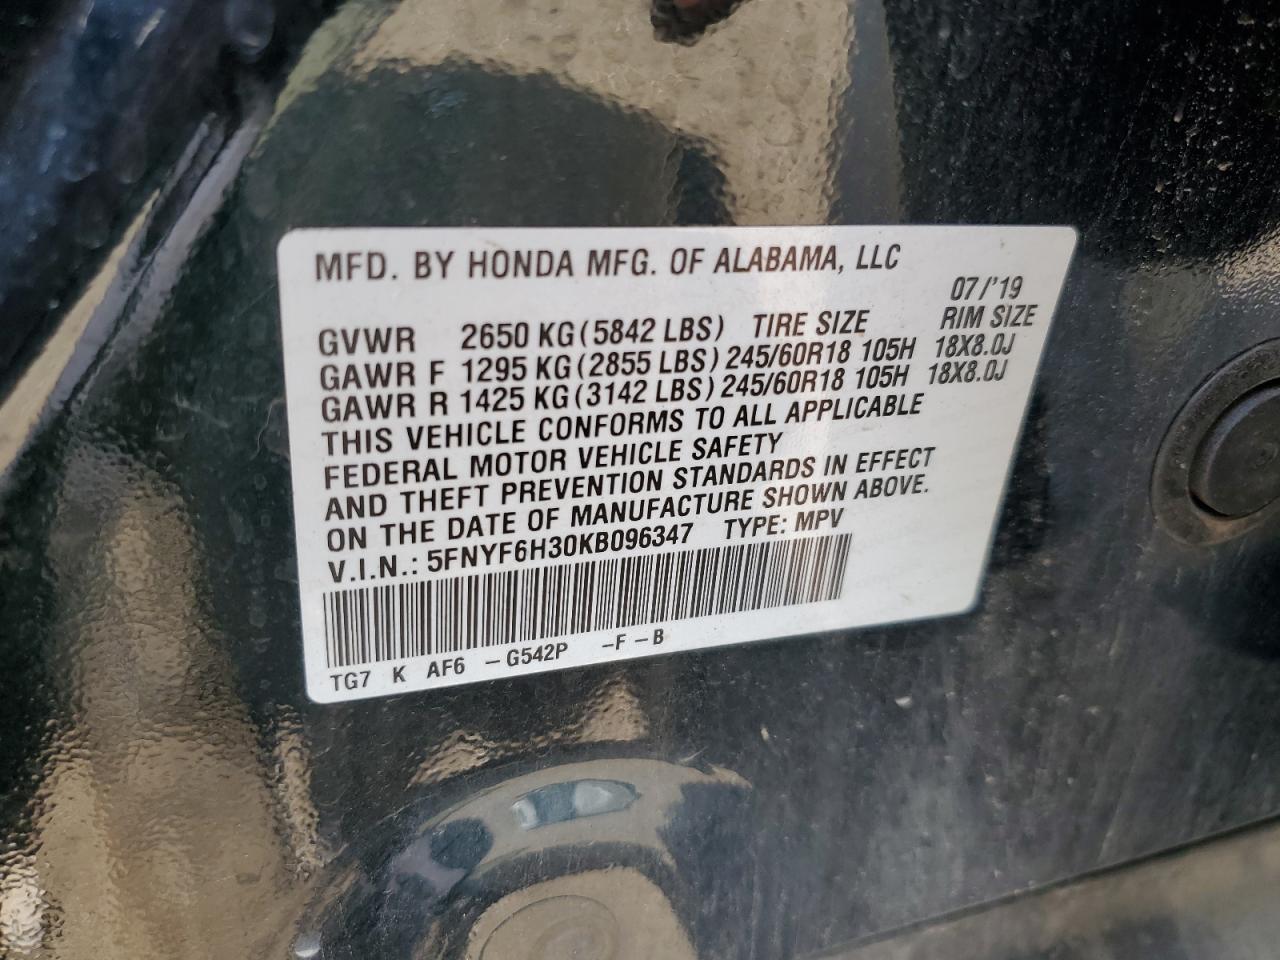 MFD. BY HONDA MFG. OF ALABAMA, LLC
07/'19
GVWR 2650 KG (5842 LBS) TIRE SIZE RIM SIZE
GAWR F 1295 KG (2855 LBS) 245/60R18 105H 18X8.0J
GAWR R 1425 KG (3142 LBS) 245/60R18 105H 18X8.0J
THIS VEHICLE CONFORMS TO ALL APPLICABLE
FEDERAL MOTOR VEHICLE SAFETY
AND THEFT PREVENTION STANDARDS IN EFFECT
ON THE DATE OF MANUFACTURE SHOWN ABOVE.
V.I.N.: 5FNYF6H30KB096347 TYPE: MPV
TG7 K AF6 -G542P -F-B